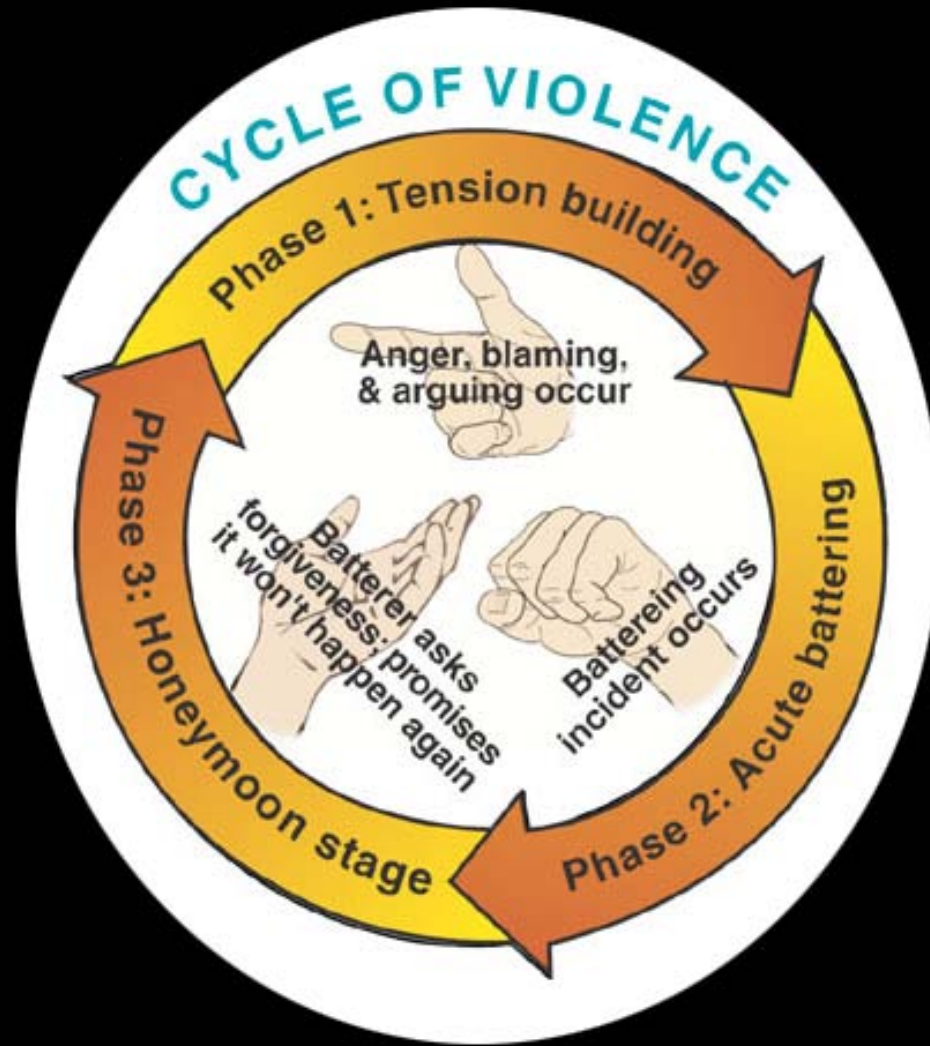 CYCLE OF VIOLENCE
Phase 1: Tension building
Anger, blaming,
& arguing occur
Phase 2: Acute battering
Battereing
incident occurs
Phase 3: Honeymoon stage
Batterer asks
forgiveness; promises
it won't happen again